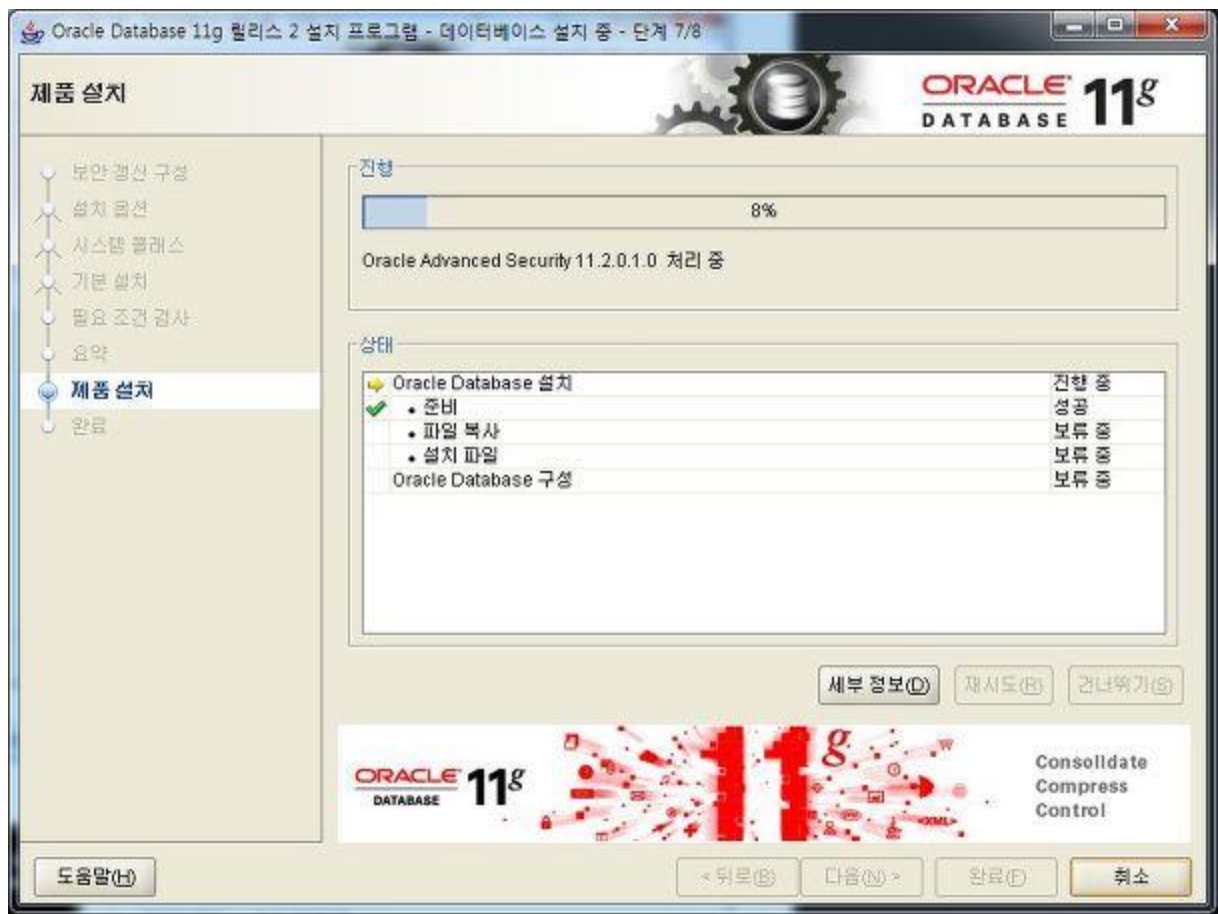 Oracle Database 11g 릴리스 2 설치 프로그램 - 데이터베이스 설치 중 - 단계 7/8
제품 설치
ORACLE 11g
DATABASE
보안 갱신 구성
설치 옵션
시스템 클래스
기본 설치
필요 조건 검사
요약
제품 설치
완료
진행
8%
Oracle Advanced Security 11.2.0.1.0 처리 중
상태
Oracle Database 설치 진행 중
• 준비 성공
• 파일 복사 보류 중
• 설치 파일 보류 중
Oracle Database 구성 보류 중
세부 정보(D) 재시도(R) 건너뛰기(S)
ORACLE 11g
DATABASE
11g
<XML>
Consolidate
Compress
Control
도움말(H) < 뒤로(B) 다음(N) > 완료(F) 취소